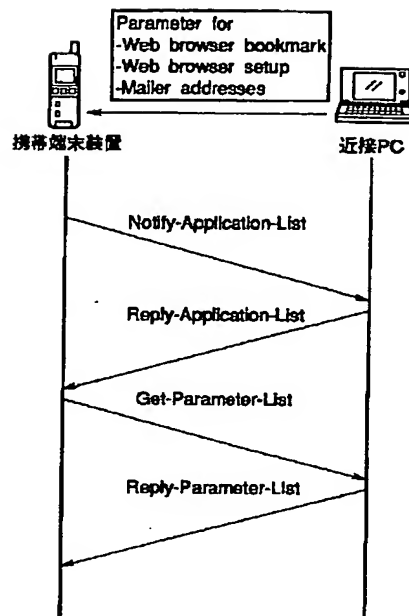 Parameter for
-Web browser bookmark
-Web browser setup
-Mailer addresses
携帯端末装置
近接PC
Notify-Application-List
Reply-Application-List
Get-Parameter-List
Reply-Parameter-List